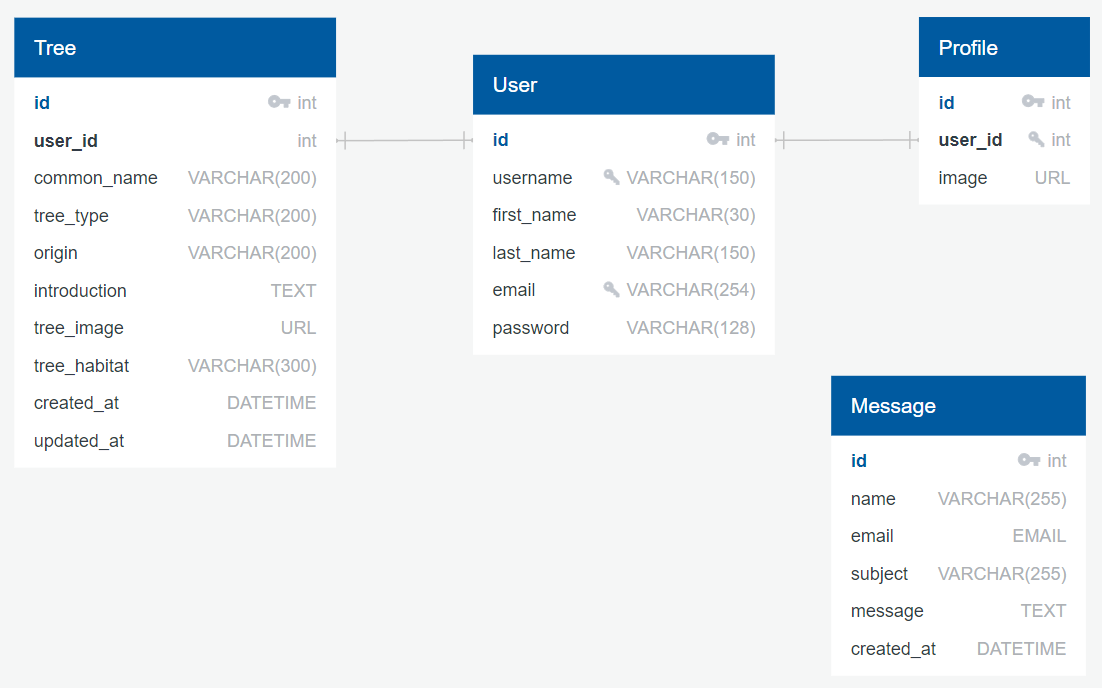 Tree
id int
user_id int
common_name VARCHAR(200)
tree_type VARCHAR(200)
origin VARCHAR(200)
introduction TEXT
tree_image URL
tree_habitat VARCHAR(300)
created_at DATETIME
updated_at DATETIME
User
id int
username VARCHAR(150)
first_name VARCHAR(30)
last_name VARCHAR(150)
email VARCHAR(254)
password VARCHAR(128)
Profile
id int
user_id int
image URL
Message
id int
name VARCHAR(255)
email EMAIL
subject VARCHAR(255)
message TEXT
created_at DATETIME